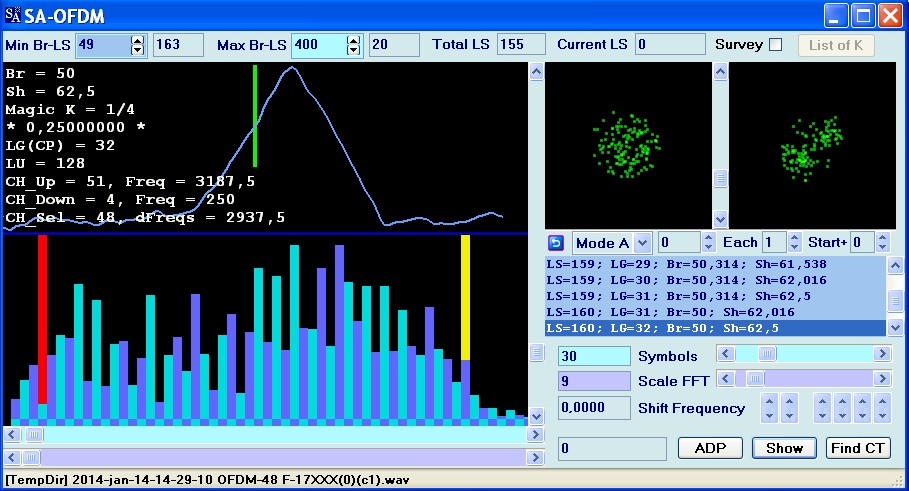 SA SA-OFDM
Min Br-LS 49 163 Max Br-LS 400 20 Total LS 155 Current LS 0 Survey List of K
Br = 50
Sh = 62,5
Magic K = 1/4
* 0,25000000 *
LG(CP) = 32
LU = 128
CH_Up = 51, Freq = 3187,5
CH_Down = 4, Freq = 250
CH_Sel = 48, dFreqs = 2937,5
Mode A 0 Each 1 Start+ 0
LS=159; LG=29; Br=50,314; Sh=61,538
LS=159; LG=30; Br=50,314; Sh=62,016
LS=159; LG=31; Br=50,314; Sh=62,5
LS=160; LG=31; Br=50; Sh=62,016
LS=160; LG=32; Br=50; Sh=62,5
30 Symbols
9 Scale FFT
0,0000 Shift Frequency
0 ADP Show Find CT
[TempDir] 2014-jan-14-14-29-10 OFDM-48 F-17XXX(0)(c1).wav